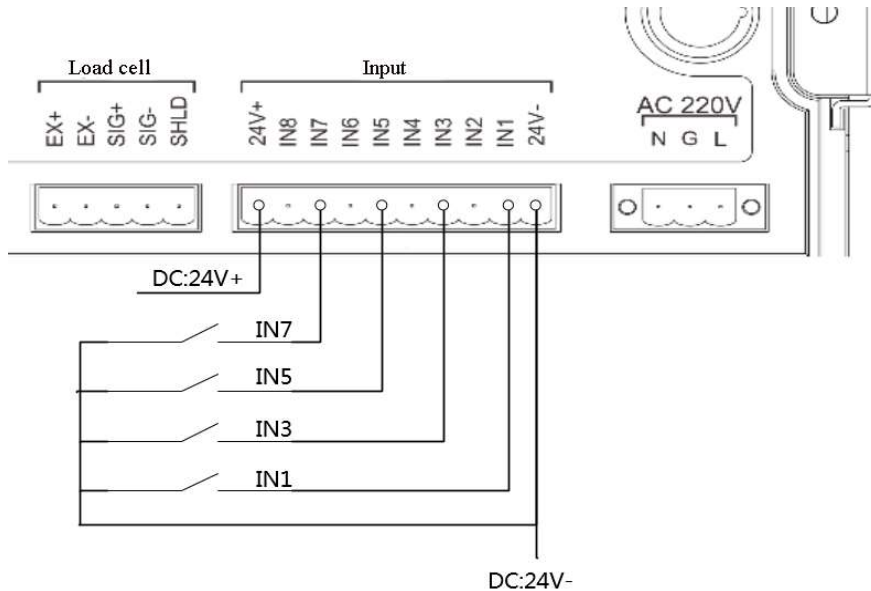 Load cell
Input
EX+
EX-
SIG+
SIG-
SHLD
24V+
IN8
IN7
IN6
IN5
IN4
IN3
IN2
IN1
24V-
AC 220V
N G L
DC:24V+
IN7
IN5
IN3
IN1
DC:24V-